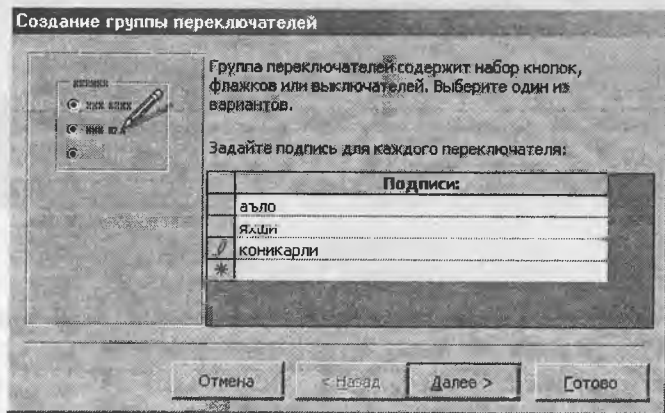 Создание группы переключателей
Группа переключателей содержит набор кнопок,
флажков или выключателей. Выберите один из
вариантов.
Задайте подпись для каждого переключателя:
Подписи:
аъло
яхши
коникарли
Отмена
< Назад
Далее >
Готово